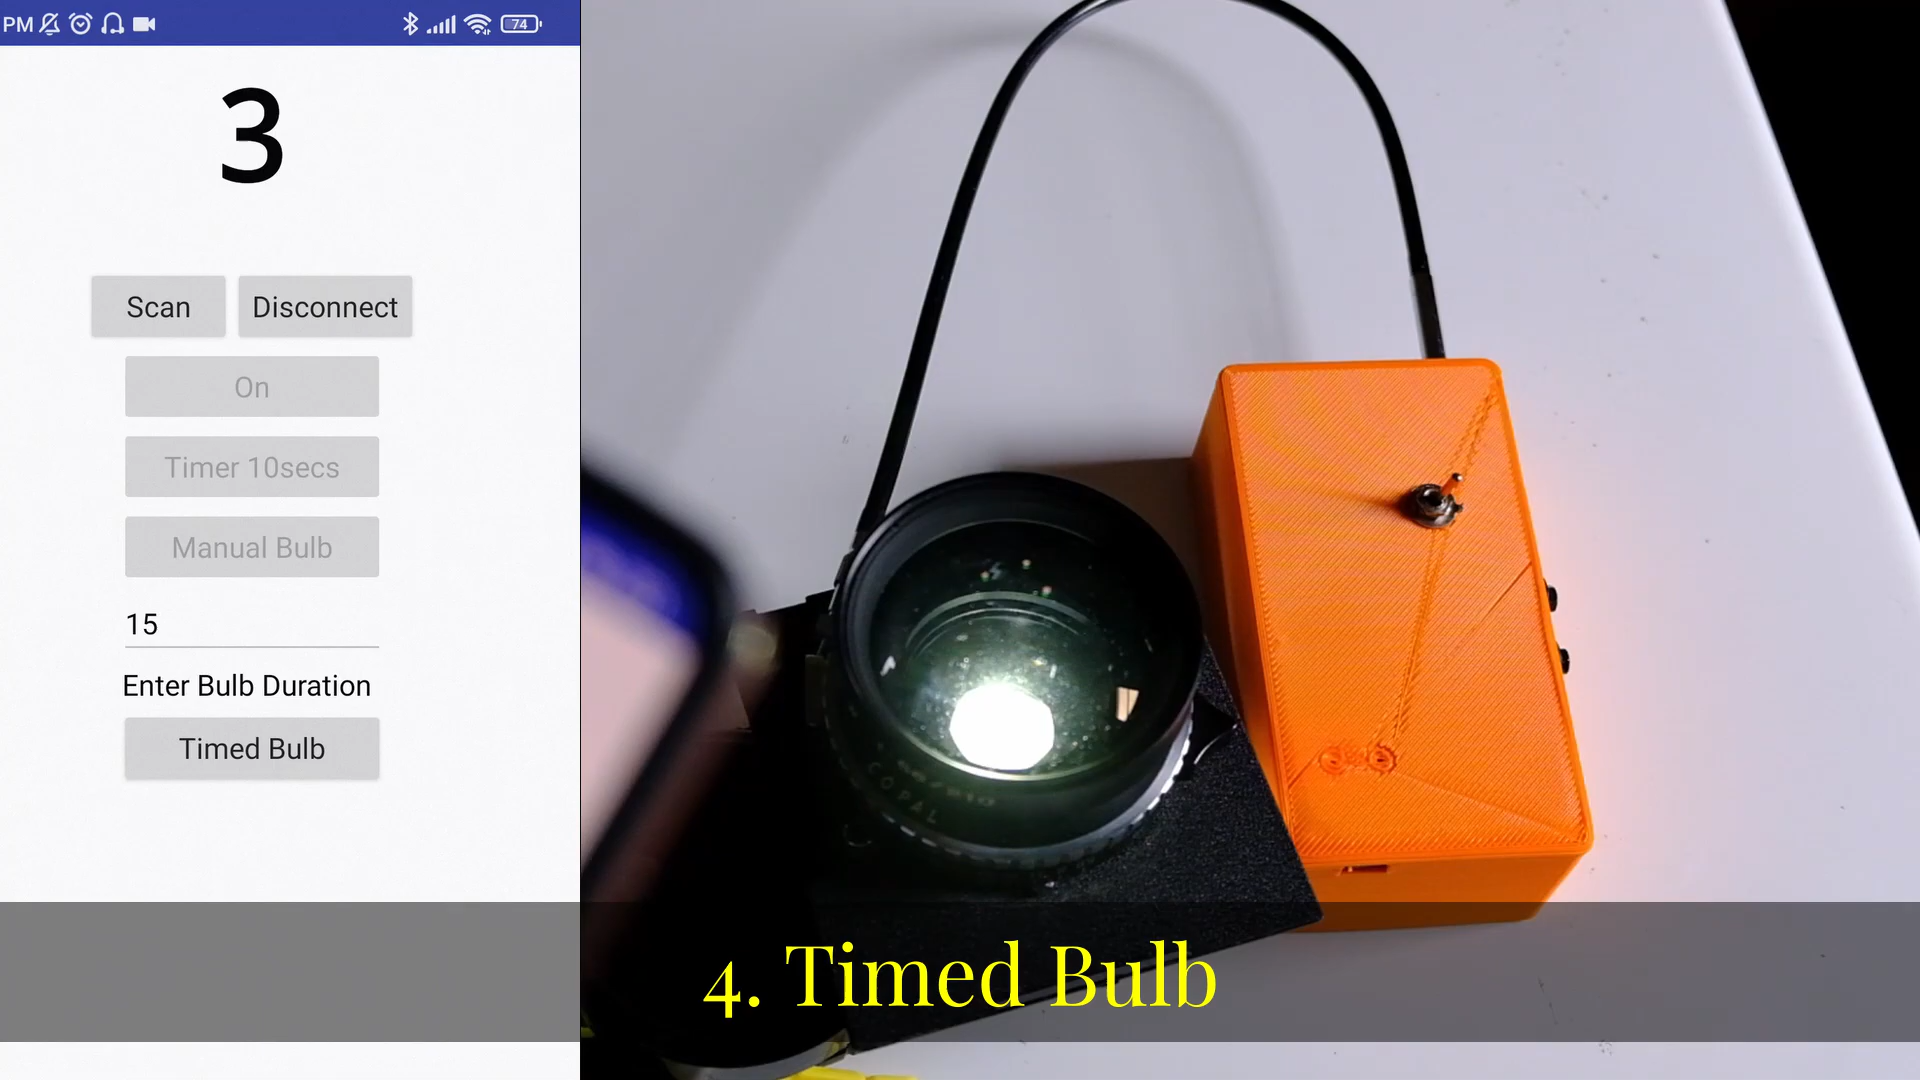 PM
74
3
Scan
Disconnect
On
Timer 10secs
Manual Bulb
15
Enter Bulb Duration
Timed Bulb
COPAL
4. Timed Bulb